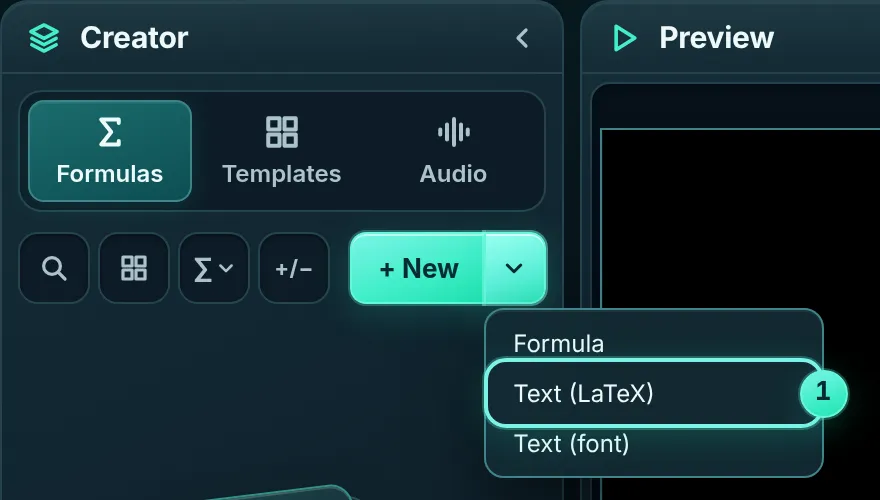 Creator
Preview
Σ
Formulas
Templates
Audio
Σ
+/−
+ New
Formula
Text (LaTeX)
1
Text (font)